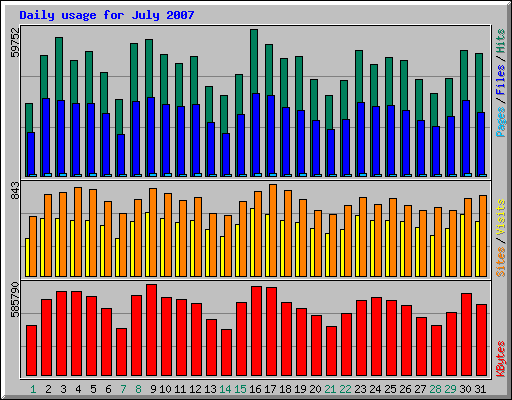 Daily usage for July 2007
59752
Pages / Files / Hits
843
Sites / Visits
585790
KBytes
1 2 3 4 5 6 7 8 9 10 11 12 13 14 15 16 17 18 19 20 21 22 23 24 25 26 27 28 29 30 31